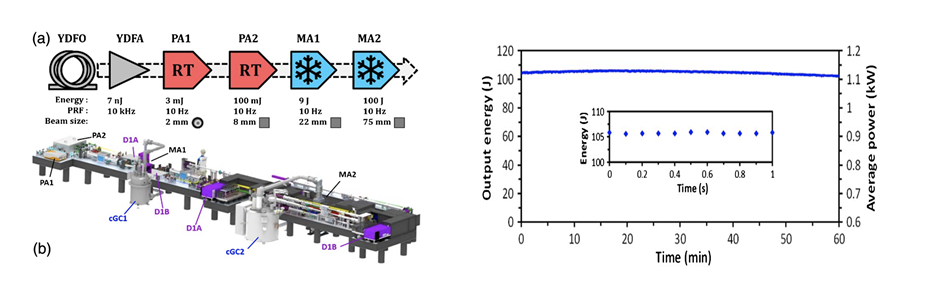 (a)
YDFO YDFA PA1 PA2 MA1 MA2
RT RT
Energy : 7 nJ 3 mJ 100 mJ 9 J 100 J
PRF: 10 kHz 10 Hz 10 Hz 10 Hz 10 Hz
Beam size: 2 mm 8 mm 22 mm 75 mm
PA2
D1A
MA1
PA1
MA2
cGC1
D1B
D1A
cGC2
D1B
(b)
120 1.2
100 1.1
80 1
60 0.9
40 0.8
20 0.7
0 0.6
0 10 20 30 40 50 60
Time (min)
Output energy (J)
Average power (kW)
110
105
100
0 0.2 0.4 0.6 0.8 1
Time (s)
Energy (J)